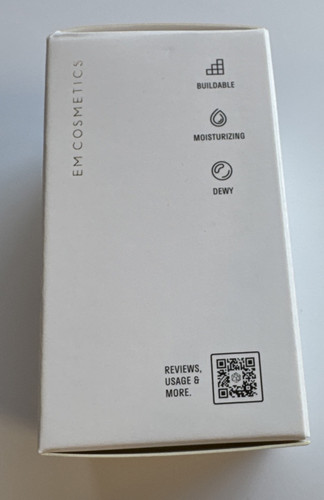 EM COSMETICS
BUILDABLE
MOISTURIZING
DEWY
REVIEWS,
USAGE &
MORE.